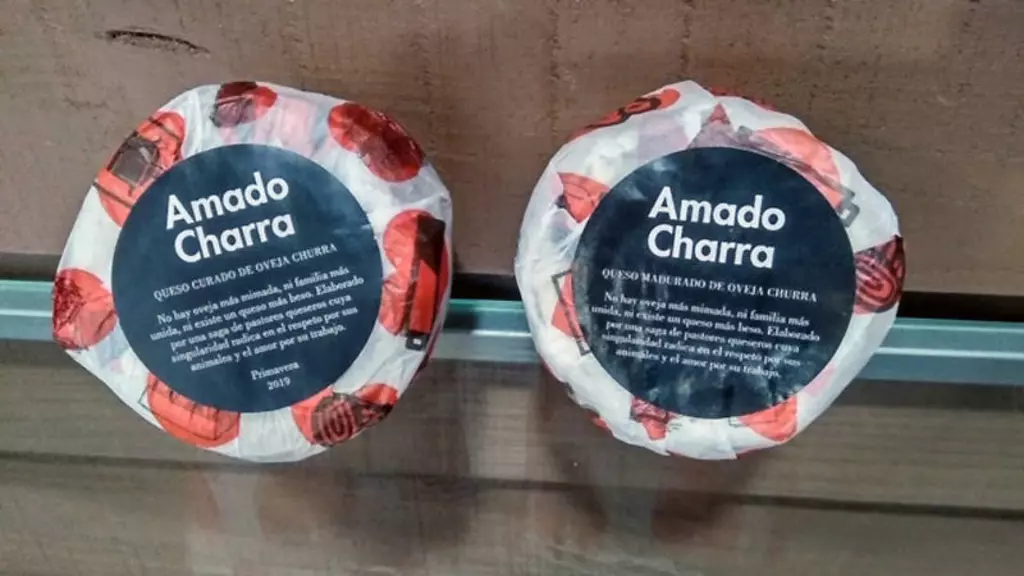 Amado
Charra
QUESO CURADO DE OVEJA CHURRA
No hay oveja más mimada, ni familia más
unida, ni existe un queso más beso. Elaborado
por una saga de pastores queseros cuya
singularidad radica en el respeto por sus
animales y el amor por su trabajo.
Primavera
2019
Amado
Charra
QUESO MADURADO DE OVEJA CHURRA
No hay oveja más mimada, ni familia más
unida, ni existe un queso más beso. Elaborado
por una saga de pastores queseros cuya
singularidad radica en el respeto por sus
animales y el amor por su trabajo.